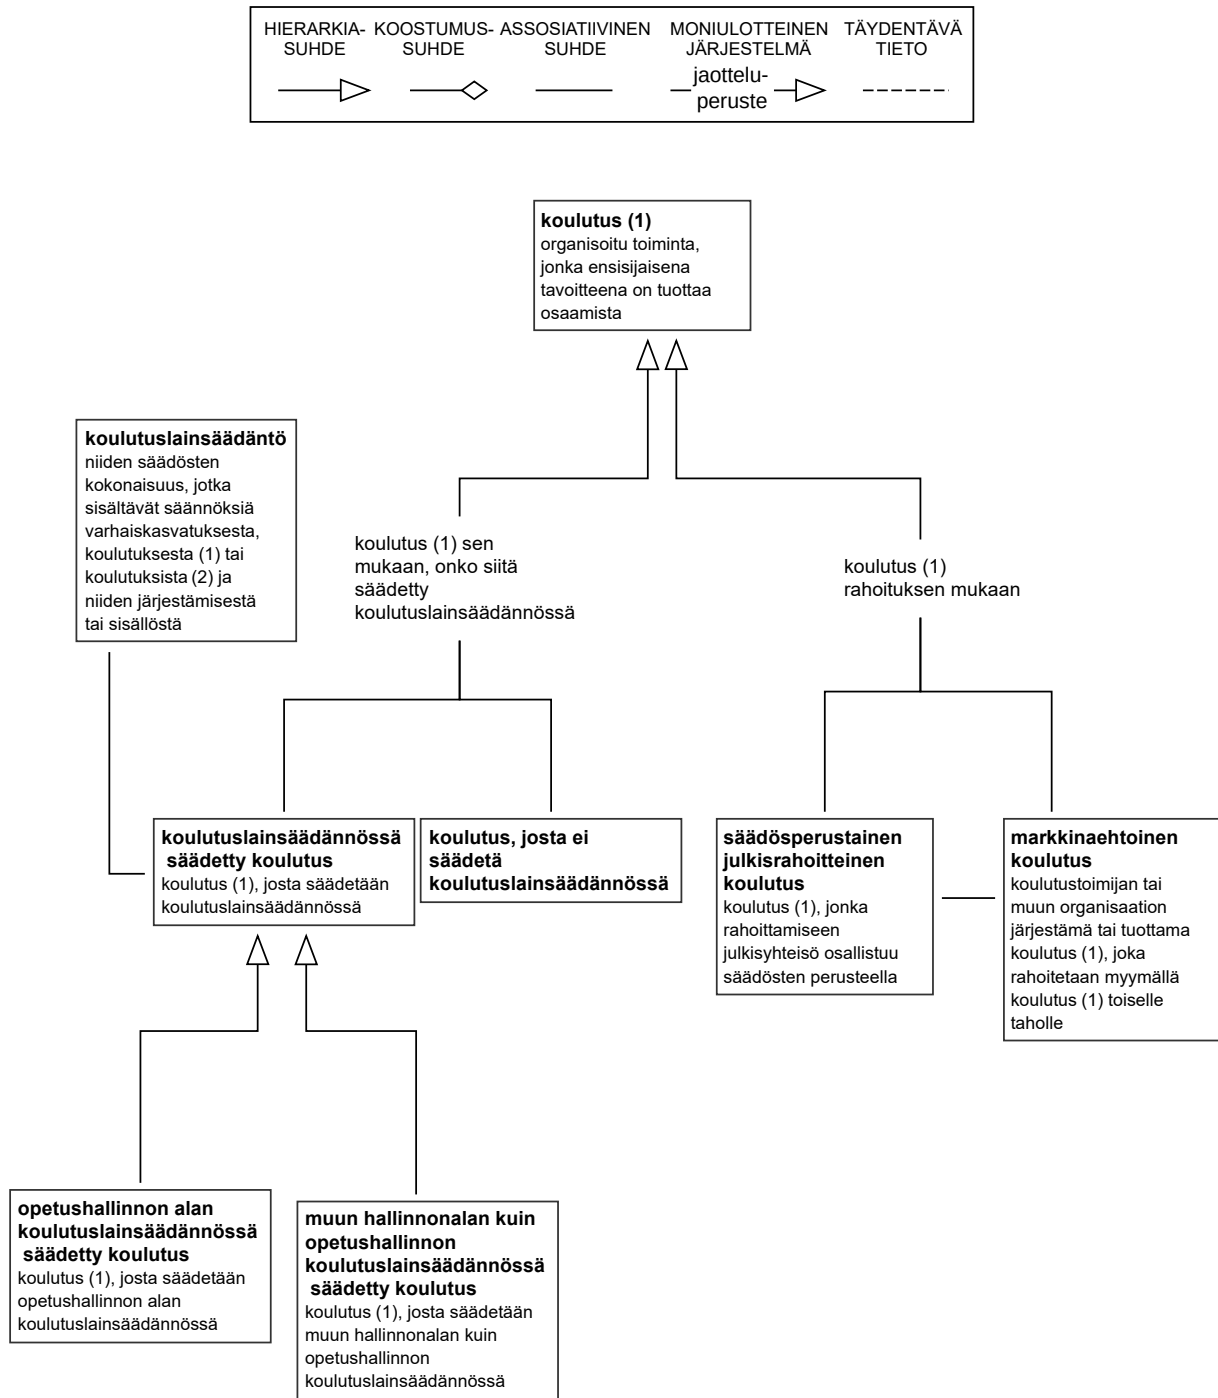 HIERARKIA-
SUHDE
KOOSTUMUS-
SUHDE
ASSOSIATIIVINEN
SUHDE
MONIULOTTEINEN
JÄRJESTELMÄ
jaottelu-
peruste
TÄYDENTÄVÄ
TIETO
koulutus (1)
organisoitu toiminta,
jonka ensisijaisena
tavoitteena on tuottaa
osaamista
koulutuslainsäädäntö
niiden säädösten
kokonaisuus, jotka
sisältävät säännöksiä
varhaiskasvatuksesta,
koulutuksesta (1) tai
koulutuksista (2) ja
niiden järjestämisestä
tai sisällöstä
koulutus (1) sen
mukaan, onko siitä
säädetty
koulutuslainsäädännössä
koulutus (1)
rahoituksen mukaan
koulutuslainsäädännössä
säädetty koulutus
koulutus (1), josta säädetään
koulutuslainsäädännössä
koulutus, josta ei
säädetä
koulutuslainsäädännössä
säädösperustainen
julkisrahoitteinen
koulutus
koulutus (1), jonka
rahoittamiseen
julkisyhteisö osallistuu
säädösten perusteella
markkinaehtoinen
koulutus
koulutustoimijan tai
muun organisaation
järjestämä tai tuottama
koulutus (1), joka
rahoitetaan myymällä
koulutus (1) toiselle
taholle
opetushallinnon alan
koulutuslainsäädännössä
säädetty koulutus
koulutus (1), josta säädetään
opetushallinnon alan
koulutuslainsäädännössä
muun hallinnonalan kuin
opetushallinnon
koulutuslainsäädännössä
säädetty koulutus
koulutus (1), josta säädetään
muun hallinnonalan kuin
opetushallinnon
koulutuslainsäädännössä